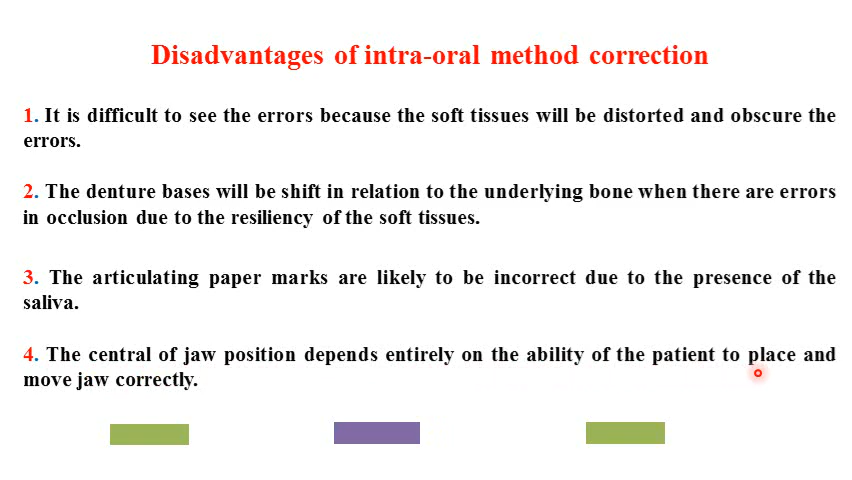 Disadvantages of intra-oral method correction
1. It is difficult to see the errors because the soft tissues will be distorted and obscure the
errors.
2. The denture bases will be shift in relation to the underlying bone when there are errors
in occlusion due to the resiliency of the soft tissues.
3. The articulating paper marks are likely to be incorrect due to the presence of the
saliva.
4. The central of jaw position depends entirely on the ability of the patient to place and
move jaw correctly.